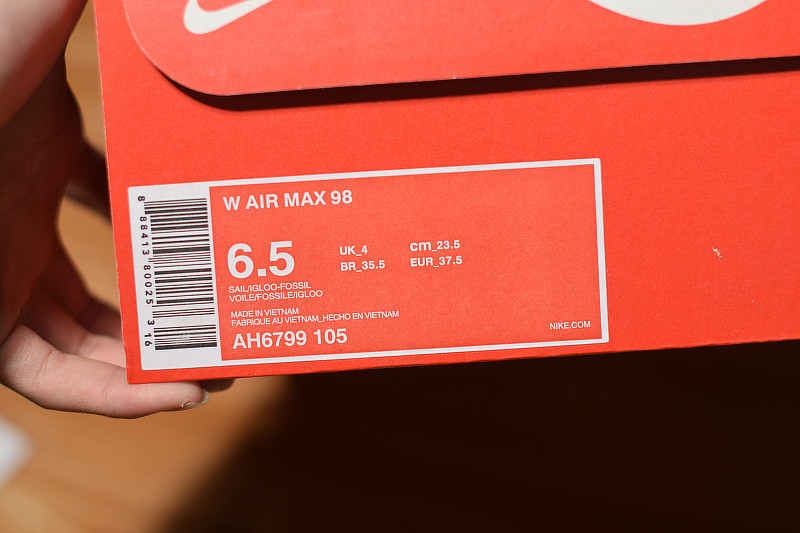 W AIR MAX 98
6.5
UK_4
cm_23.5
BR_35.5
EUR_37.5
SAIL/IGLOO-FOSSIL
VOILE/FOSSILE/IGLOO
MADE IN VIETNAM
FABRIQUE AU VIETNAM_HECHO EN VIETNAM
AH6799 105
NIKE.COM
8 88413 80025 3 16